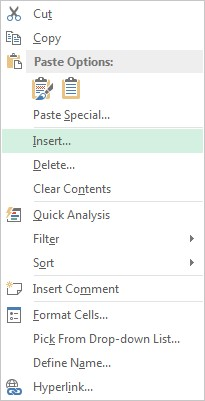 Cut
Copy
Paste Options:
Paste Special...
Insert...
Delete...
Clear Contents
Quick Analysis
Filter
Sort
Insert Comment
Format Cells...
Pick From Drop-down List...
Define Name...
Hyperlink...